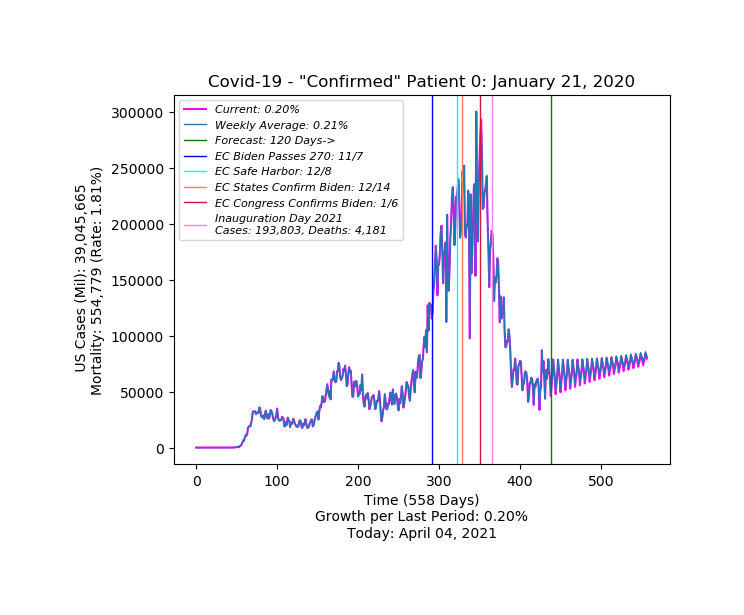 Covid-19 - "Confirmed" Patient 0: January 21, 2020
Current: 0.20%
Weekly Average: 0.21%
Forecast: 120 Days->
EC Biden Passes 270: 11/7
EC Safe Harbor: 12/8
EC States Confirm Biden: 12/14
EC Congress Confirms Biden: 1/6
Inauguration Day 2021
Cases: 193,803, Deaths: 4,181
US Cases (Mil): 39,045,665
Mortality: 554,779 (Rate: 1.81%)
300000
250000
200000
150000
100000
50000
0
0 100 200 300 400 500
Time (558 Days)
Growth per Last Period: 0.20%
Today: April 04, 2021